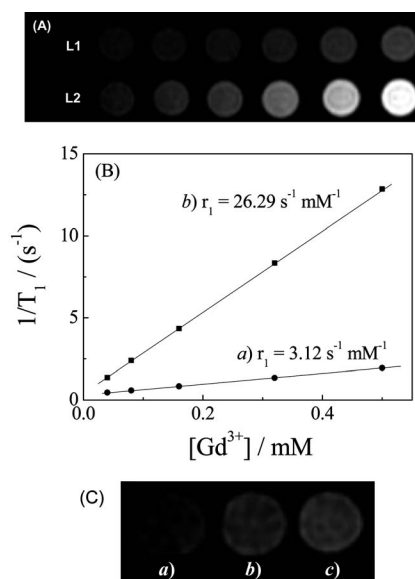 (A)
L1
L2
(B)
15
10
5
0
0.0
0.2
0.4
1/T₁ / (s⁻¹)
b) r₁ = 26.29 s⁻¹ mM⁻¹
a) r₁ = 3.12 s⁻¹ mM⁻¹
[Gd³⁺] / mM
(C)
a)
b)
c)